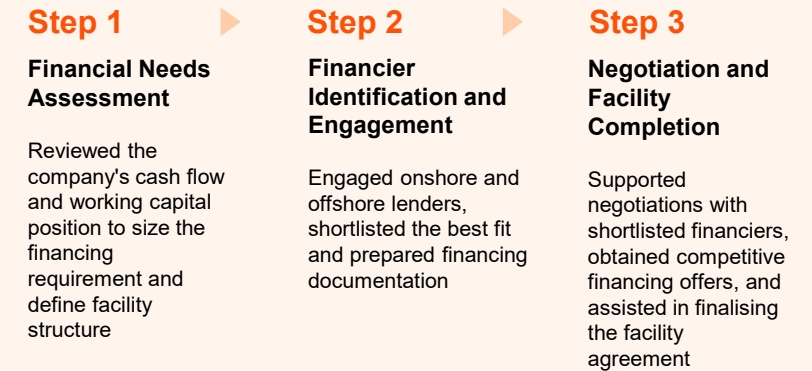 Step 1
Financial Needs
Assessment
Reviewed the
company's cash flow
and working capital
position to size the
financing
requirement and
define facility
structure
Step 2
Financier
Identification and
Engagement
Engaged onshore and
offshore lenders,
shortlisted the best fit
and prepared financing
documentation
Step 3
Negotiation and
Facility
Completion
Supported
negotiations with
shortlisted financiers,
obtained competitive
financing offers, and
assisted in finalising
the facility
agreement